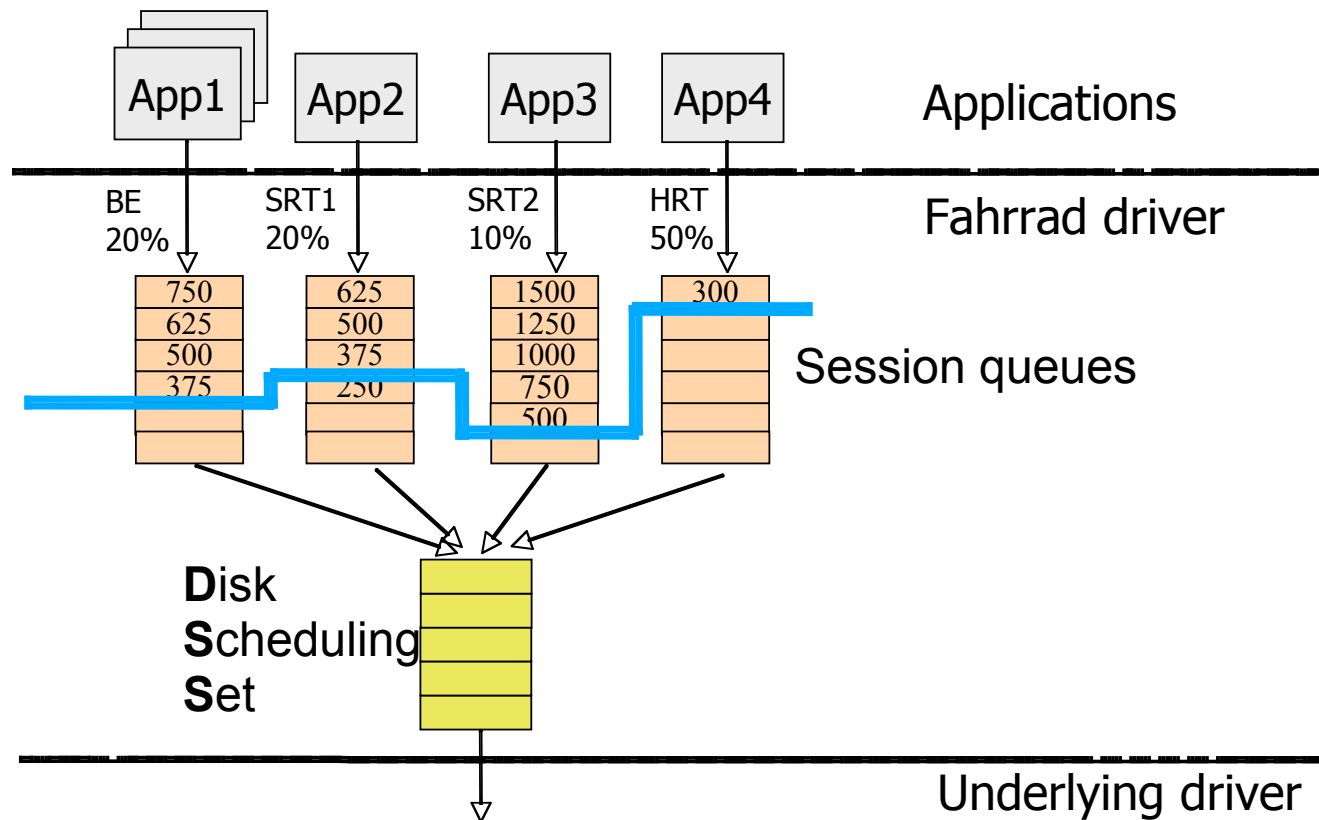 App1
App2
App3
App4
Applications
BE
20%
SRT1
20%
SRT2
10%
HRT
50%
Fahrrad driver
750
625
500
375
625
500
375
250
1500
1250
1000
750
500
300
Session queues
Disk
Scheduling
Set
Underlying driver